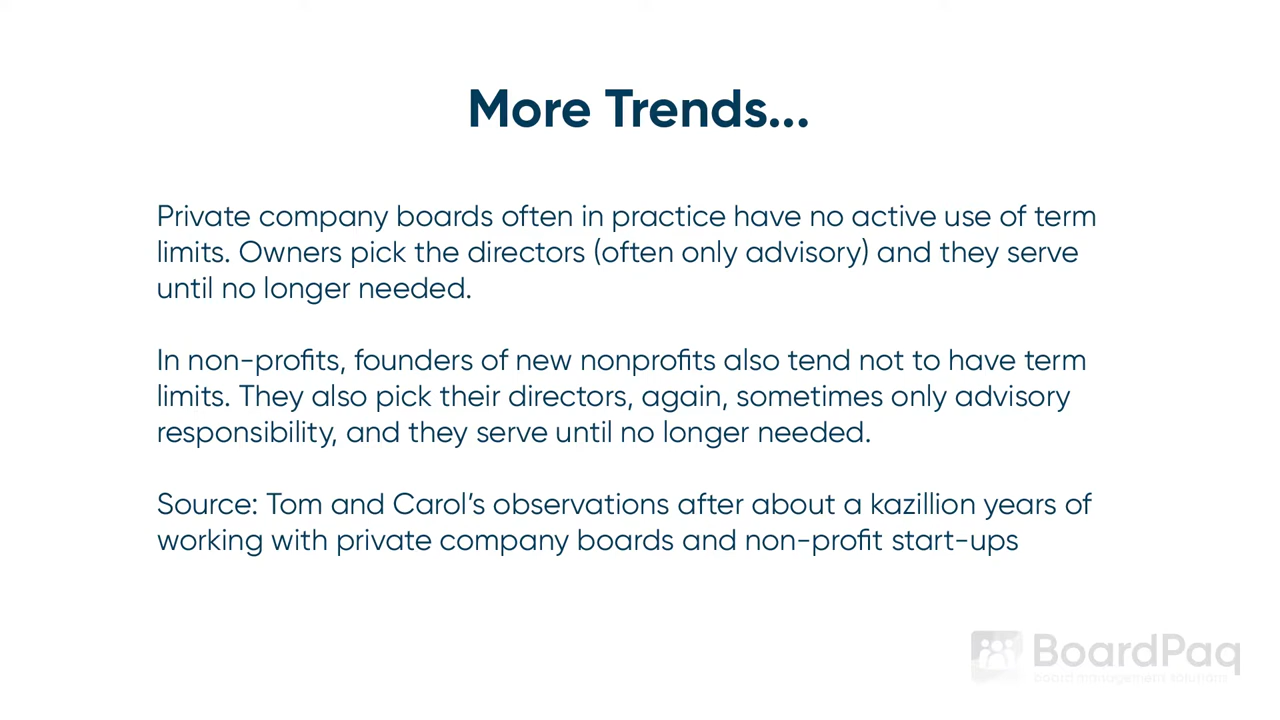 More Trends...
Private company boards often in practice have no active use of term
limits. Owners pick the directors (often only advisory) and they serve
until no longer needed.
In non-profits, founders of new nonprofits also tend not to have term
limits. They also pick their directors, again, sometimes only advisory
responsibility, and they serve until no longer needed.
Source: Tom and Carol's observations after about a kazillion years of
working with private company boards and non-profit start-ups
BoardPaq
board management solutions